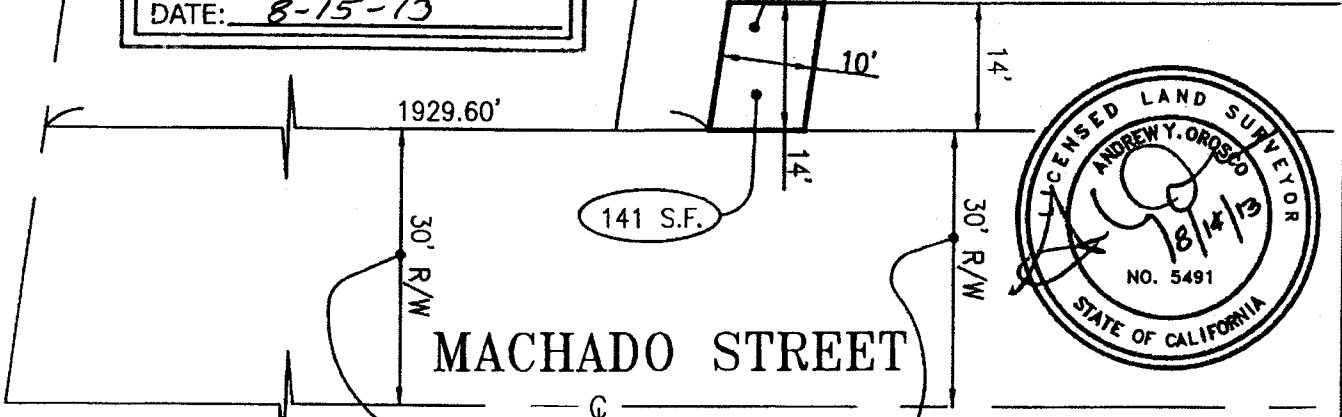 DATE: 8-15-13
10'
14'
1929.60'
14'
141 S.F.
30' R/W
30' R/W
MACHADO STREET
℄
LICENSED LAND SURVEYOR
ANDREW Y. OROSCO
8/14/13
NO. 5491
STATE OF CALIFORNIA